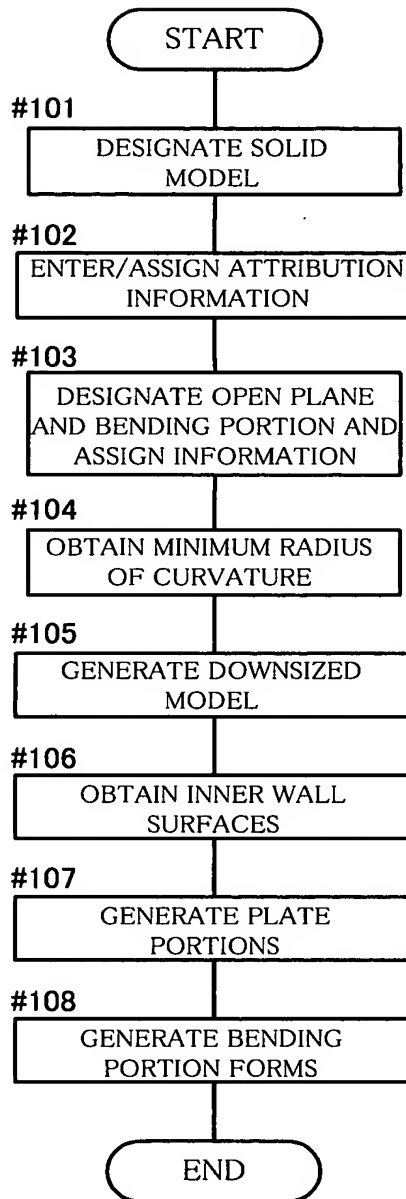 START
#101
DESIGNATE SOLID
MODEL
#102
ENTER/ASSIGN ATTRIBUTION
INFORMATION
#103
DESIGNATE OPEN PLANE
AND BENDING PORTION AND
ASSIGN INFORMATION
#104
OBTAIN MINIMUM RADIUS
OF CURVATURE
#105
GENERATE DOWNSIZED
MODEL
#106
OBTAIN INNER WALL
SURFACES
#107
GENERATE PLATE
PORTIONS
#108
GENERATE BENDING
PORTION FORMS
END